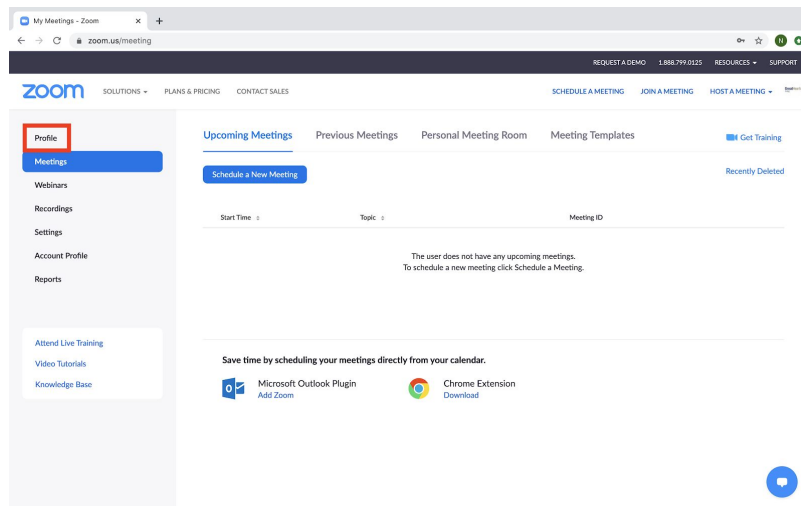 My Meetings - Zoom
zoom.us/meeting
N
REQUEST A DEMO 1.888.799.0125 RESOURCES SUPPORT
zoom SOLUTIONS PLANS & PRICING CONTACT SALES SCHEDULE A MEETING JOIN A MEETING HOST A MEETING
Profile
Meetings
Webinars
Recordings
Settings
Account Profile
Reports
Attend Live Training
Video Tutorials
Knowledge Base
Upcoming Meetings Previous Meetings Personal Meeting Room Meeting Templates Get Training
Schedule a New Meeting Recently Deleted
Start Time Topic Meeting ID
The user does not have any upcoming meetings.
To schedule a new meeting click Schedule a Meeting.
Save time by scheduling your meetings directly from your calendar.
Microsoft Outlook Plugin
Add Zoom
Chrome Extension
Download